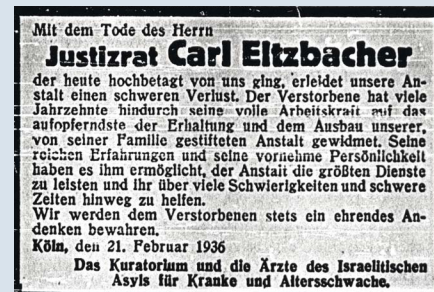 Mit dem Tode des Herrn
Justizrat Carl Eltzbacher
der heute hochbetagt von uns ging, erleidet unsere An-
stalt einen schweren Verlust. Der Verstorbene hat viele
Jahrzehnte hindurch seine volle Arbeitskraft auf das
aufopferndste der Erhaltung und dem Ausbau unserer,
von seiner Familie gestifteten Anstalt gewidmet. Seine
reichen Erfahrungen und seine vornehme Persönlichkeit
haben es ihm ermöglicht, der Anstalt die größten Dienste
zu leisten und ihr über viele Schwierigkeiten und schwere
Zeiten hinweg zu helfen.
Wir werden dem Verstorbenen stets ein ehrendes An-
denken bewahren.
Köln, den 21. Februar 1936
Das Kuratorium und die Ärzte des Israelitischen
Asyls für Kranke und Altersschwache.